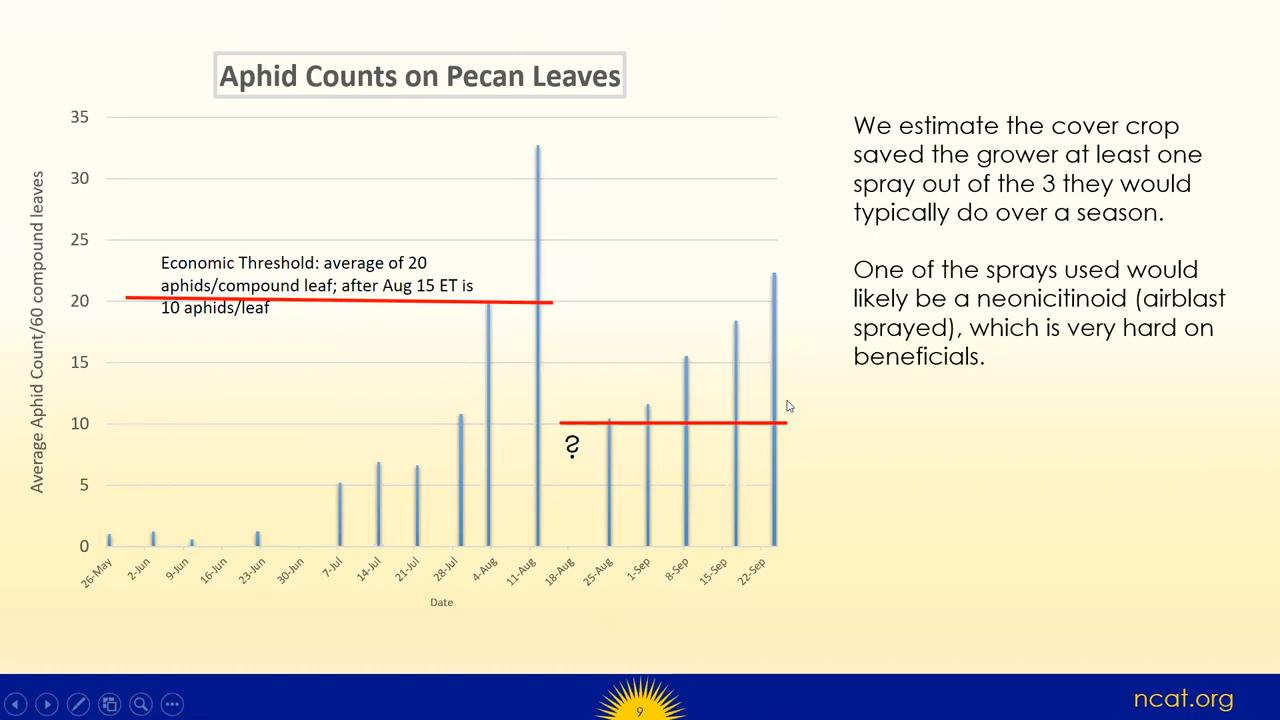 Aphid Counts on Pecan Leaves
35
30
25
20
15
10
5
0
Average Aphid Count/60 compound leaves
Economic Threshold: average of 20
aphids/compound leaf; after Aug 15 ET is
10 aphids/leaf
?
26-May
2-Jun
9-Jun
16-Jun
23-Jun
30-Jun
7-Jul
14-Jul
21-Jul
28-Jul
4-Aug
11-Aug
18-Aug
25-Aug
1-Sep
8-Sep
15-Sep
22-Sep
Date
We estimate the cover crop
saved the grower at least one
spray out of the 3 they would
typically do over a season.
One of the sprays used would
likely be a neonicitinoid (airblast
sprayed), which is very hard on
beneficials.
9
ncat.org